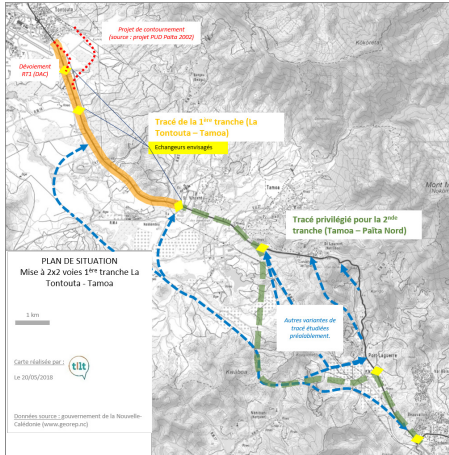 Tontouta
Projet de contournement
(source : projet PUD Païta 2002)
Dévoiement
RT1 (DAC)
Tracé de la 1ère tranche (La
Tontouta – Tamoa)
Echangeurs envisagés
Tamoa
Mont M
Tracé privilégié pour la 2nde
tranche (Tamoa – Païta Nord)
PLAN DE SITUATION
Mise à 2x2 voies 1ère tranche La
Tontouta - Tamoa
1 km
Autres variantes de
tracé étudiées
préalablement.
Carte réalisée par :
tilt
Le 20/05/2018
Port Laguerre
Données source : gouvernement de la Nouvelle-
Calédonie (www.georep.nc)